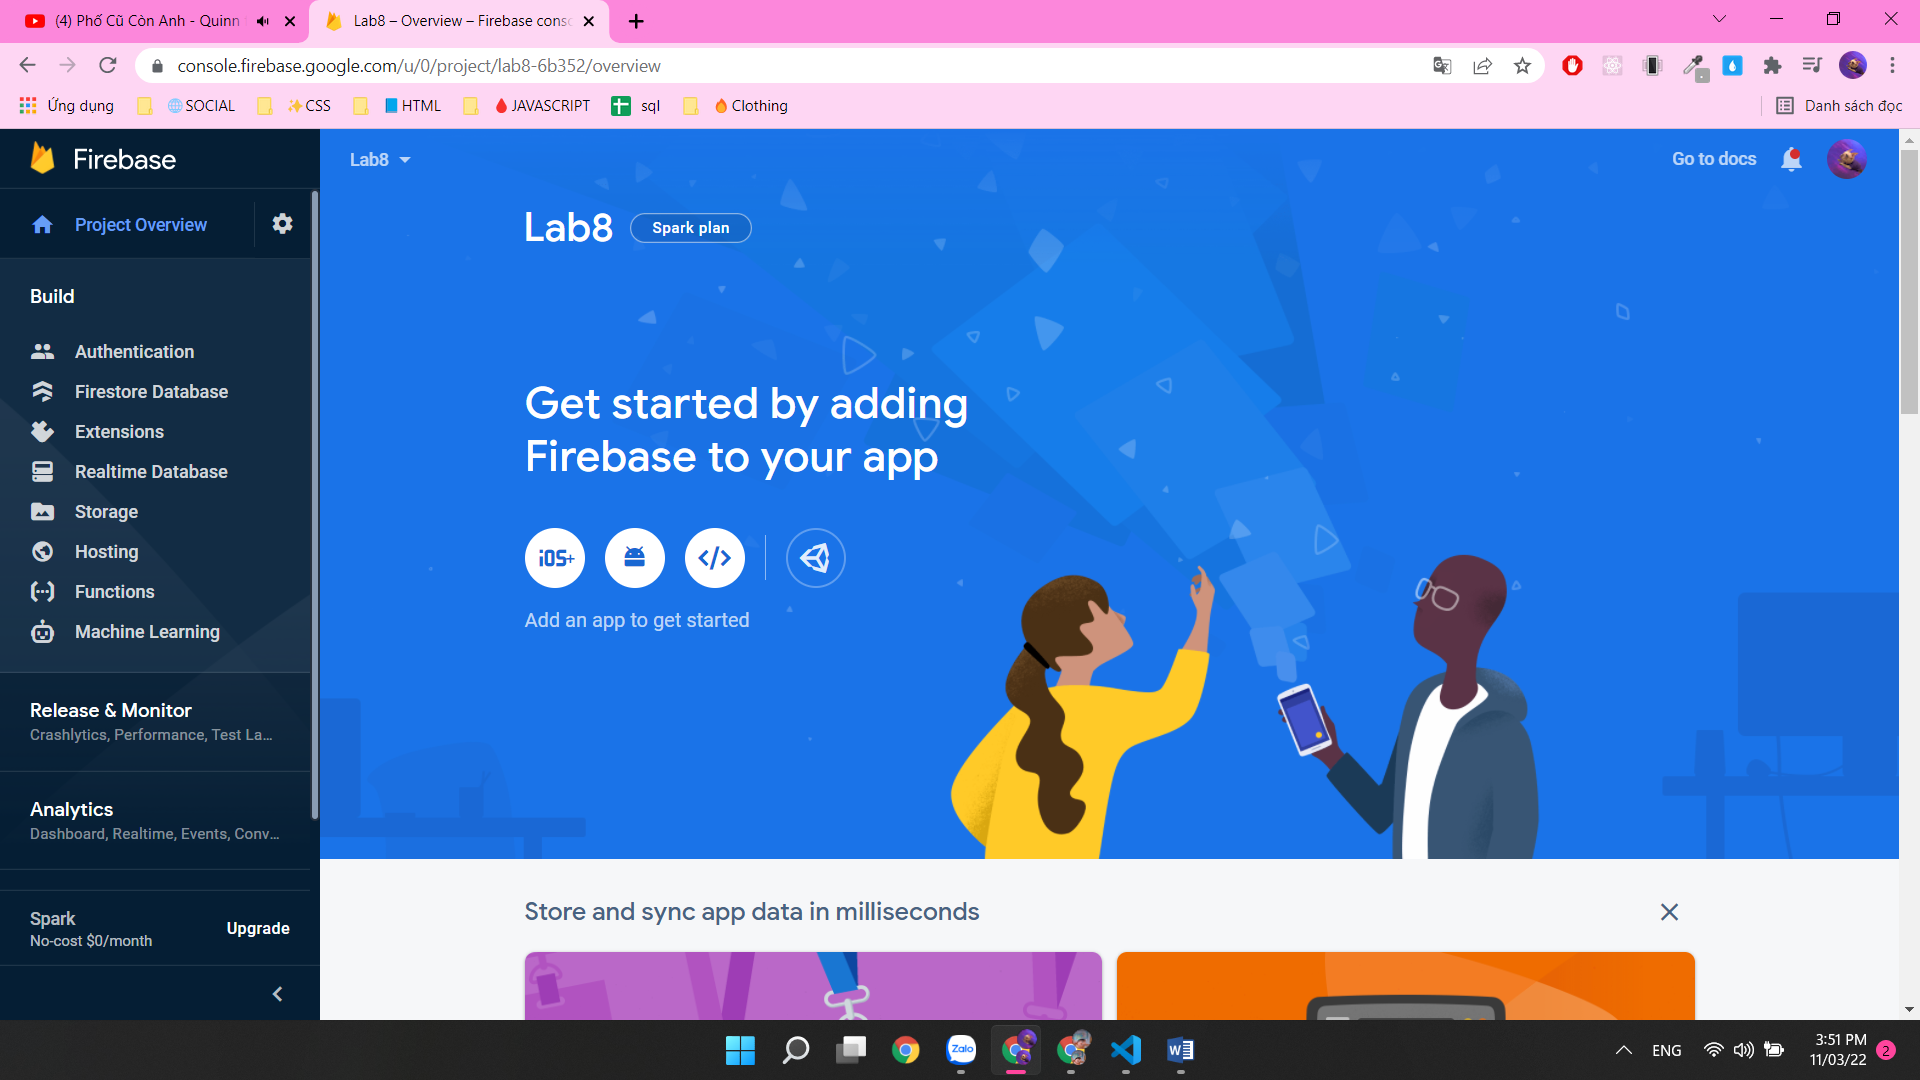 (4) Phố Cũ Còn Anh - Quinn
Lab8 – Overview – Firebase conso
console.firebase.google.com/u/0/project/lab8-6b352/overview
Ứng dụng
SOCIAL
CSS
HTML
JAVASCRIPT
sql
Clothing
Danh sách đọc
Firebase
Lab8
Go to docs
Project Overview
Lab8
Spark plan
Build
Authentication
Firestore Database
Extensions
Realtime Database
Storage
Hosting
Functions
Machine Learning
Get started by adding
Firebase to your app
iOS+
Add an app to get started
Release & Monitor
Crashlytics, Performance, Test La...
Analytics
Dashboard, Realtime, Events, Conv...
Spark
No-cost $0/month
Upgrade
Store and sync app data in milliseconds
Zalo
W
ENG
3:51 PM
11/03/22
2